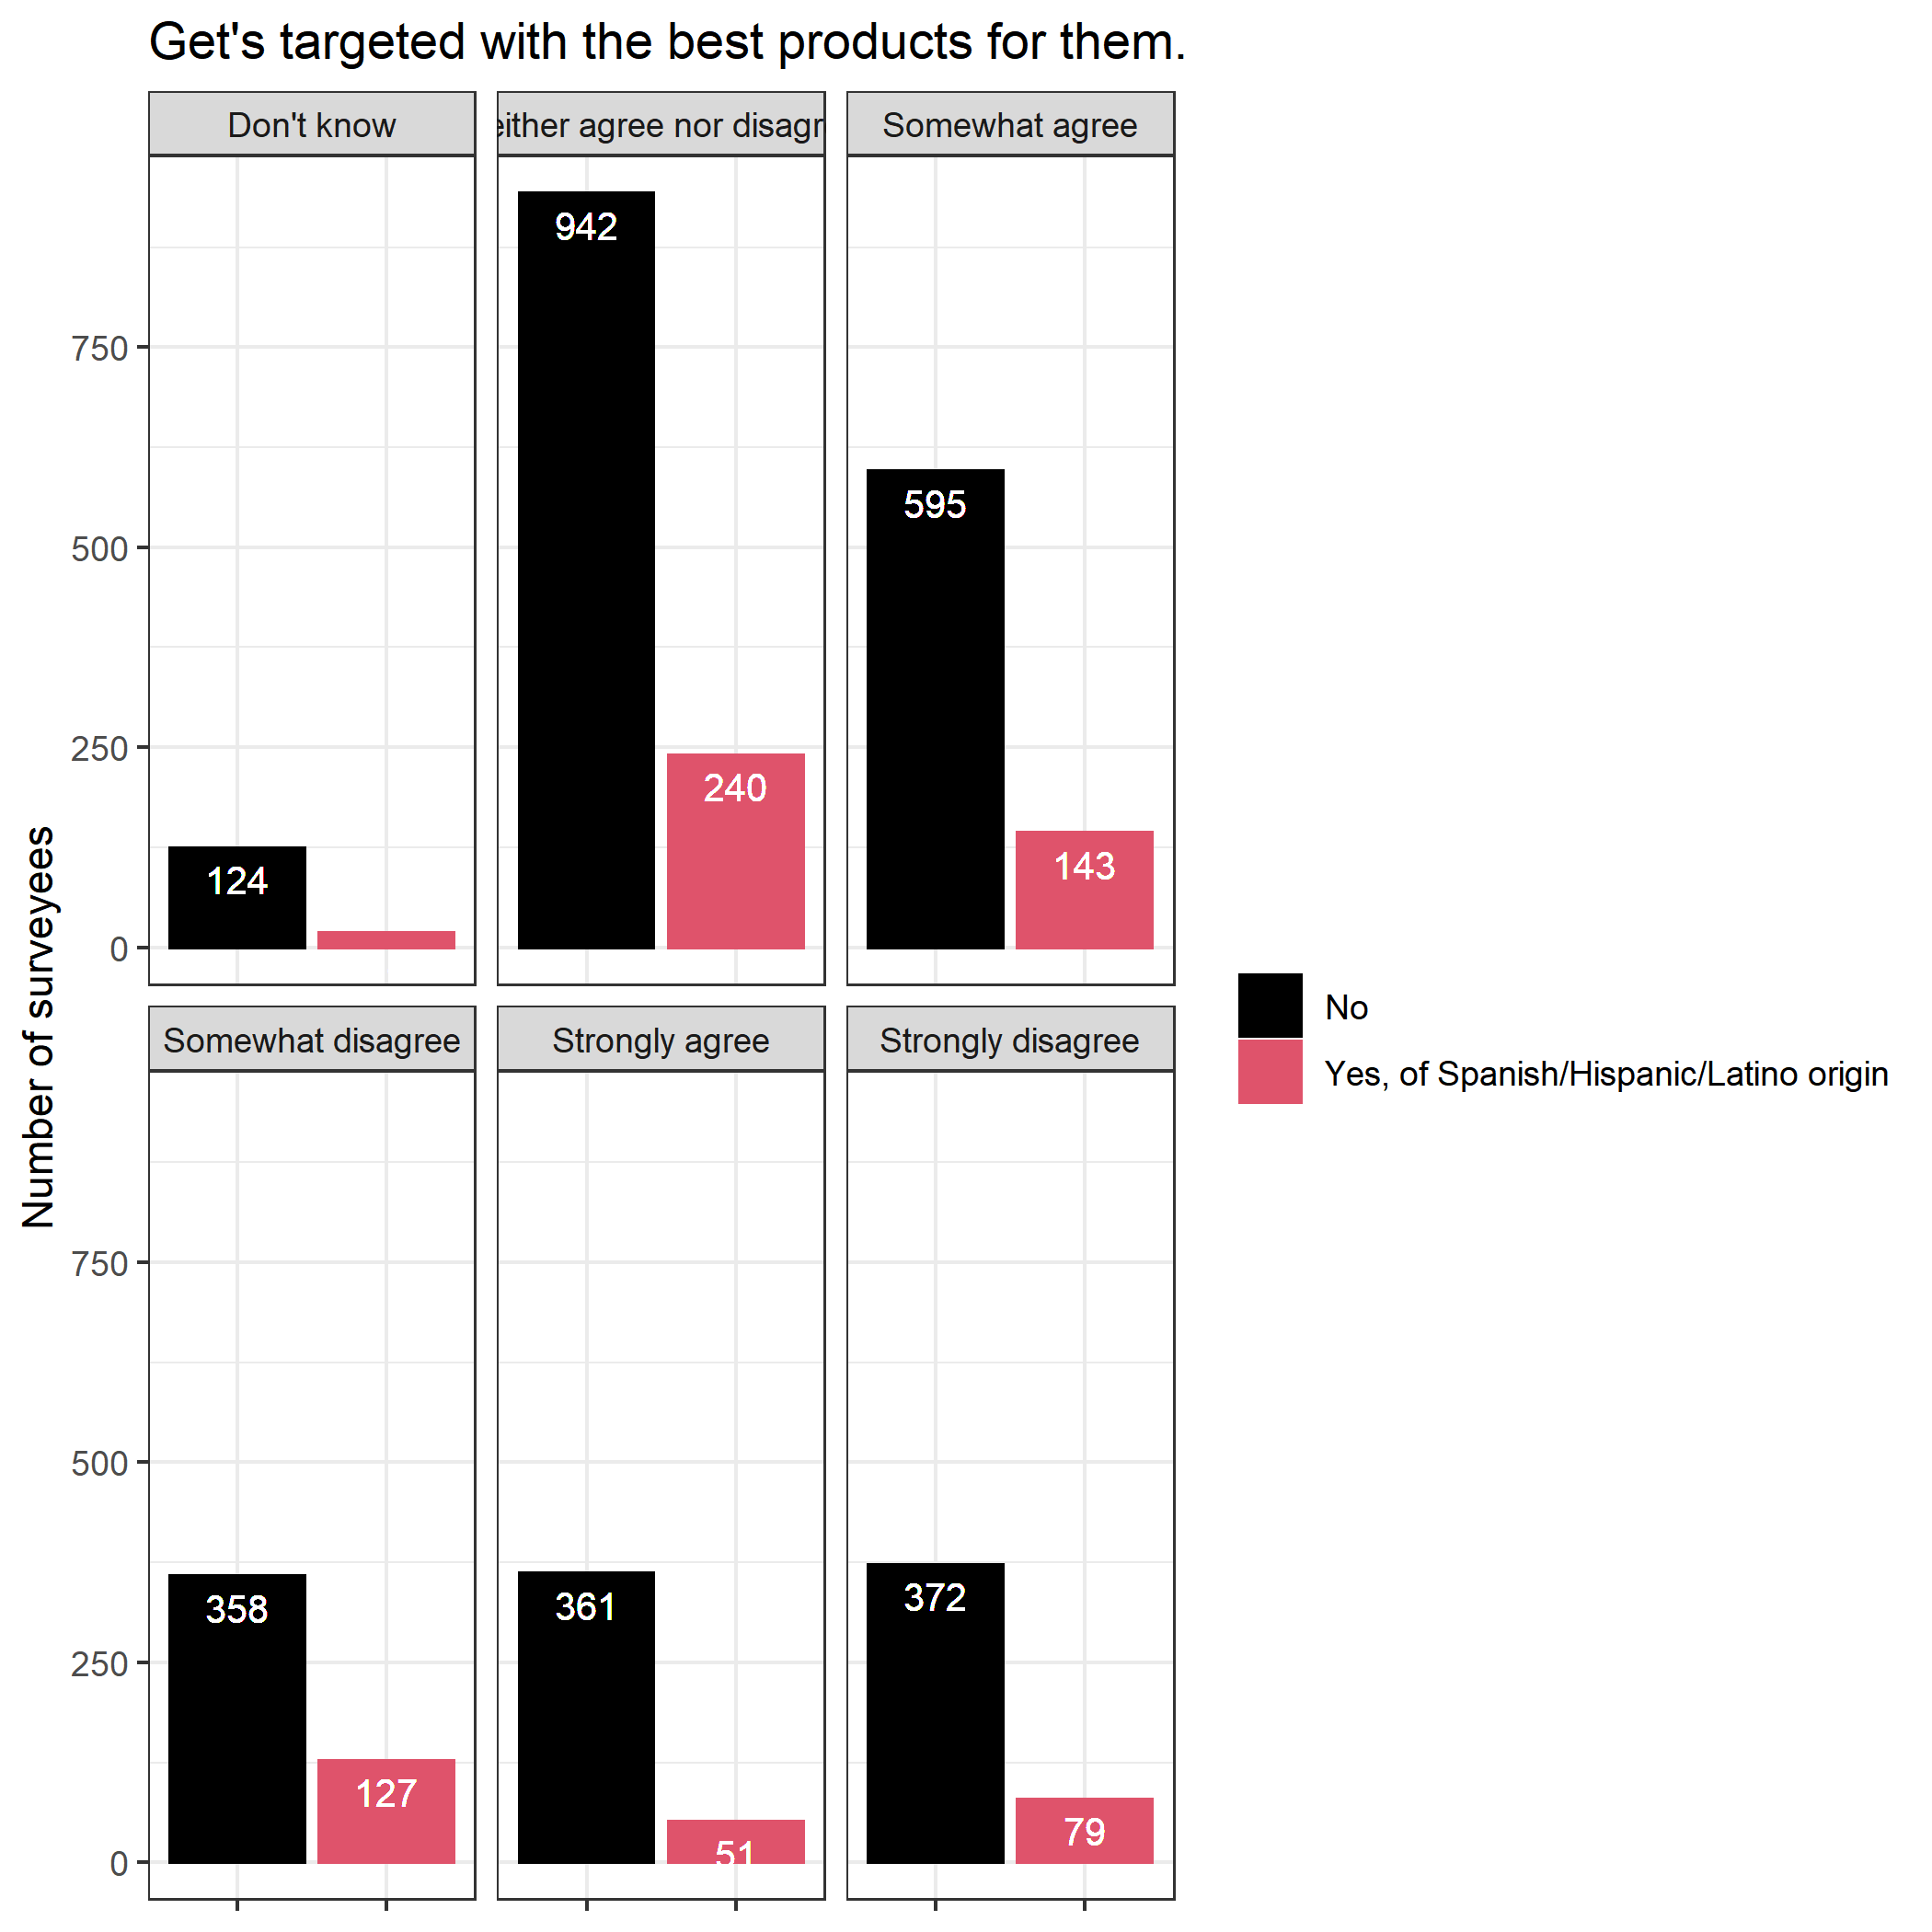 Get's targeted with the best products for them.
Don't know
either agree nor disagr
Somewhat agree
942
750
595
500
250
240
143
124
0
Number of surveyees
No
Yes, of Spanish/Hispanic/Latino origin
Somewhat disagree
Strongly agree
Strongly disagree
750
500
358
361
372
250
127
51
79
0